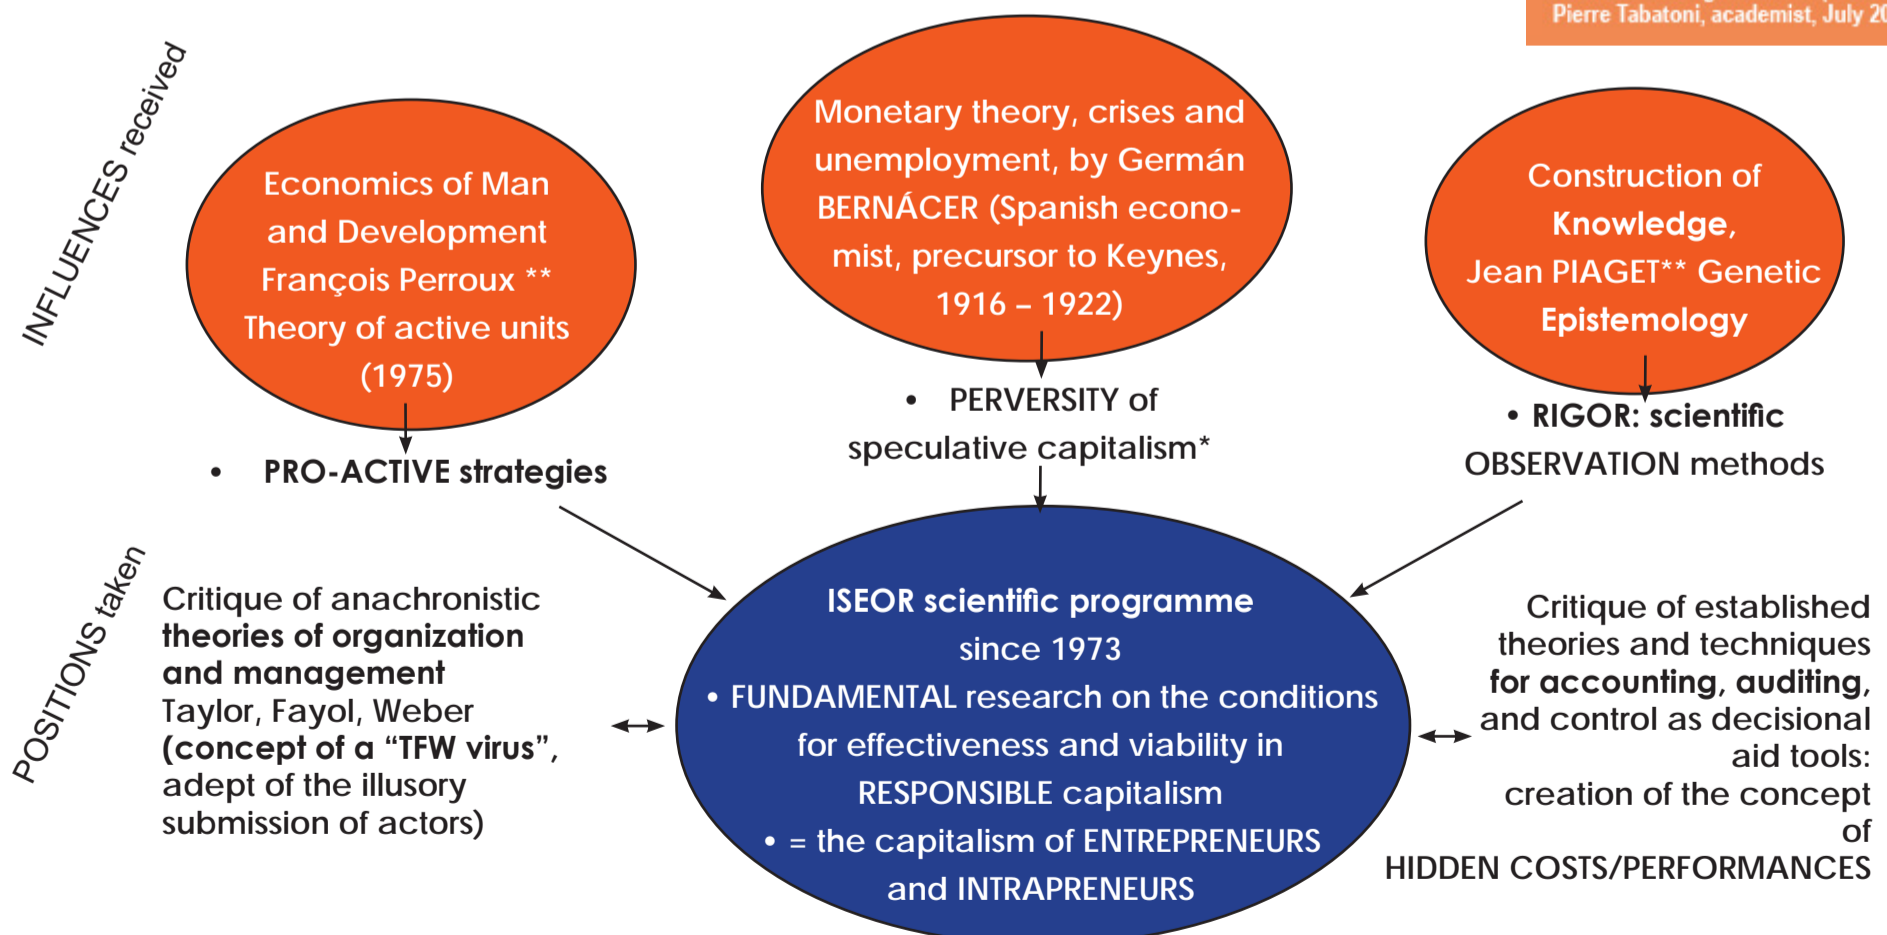 Pierre Tabatoni, academist, July 20
INFLUENCES received
Economics of Man
and Development
François Perroux **
Theory of active units
(1975)
Monetary theory, crises and
unemployment, by Germán
BERNÁCER (Spanish econo-
mist, precursor to Keynes,
1916 – 1922)
Construction of
Knowledge,
Jean PIAGET** Genetic
Epistemology
• PRO-ACTIVE strategies
• PERVERSITY of
speculative capitalism*
• RIGOR: scientific
OBSERVATION methods
POSITIONS taken
Critique of anachronistic
theories of organization
and management
Taylor, Fayol, Weber
(concept of a “TFW virus”,
adept of the illusory
submission of actors)
ISEOR scientific programme
since 1973
• FUNDAMENTAL research on the conditions
for effectiveness and viability in
RESPONSIBLE capitalism
• = the capitalism of ENTREPRENEURS
and INTRAPRENEURS
Critique of established
theories and techniques
for accounting, auditing,
and control as decisional
aid tools:
creation of the concept
of
HIDDEN COSTS/PERFORMANCES